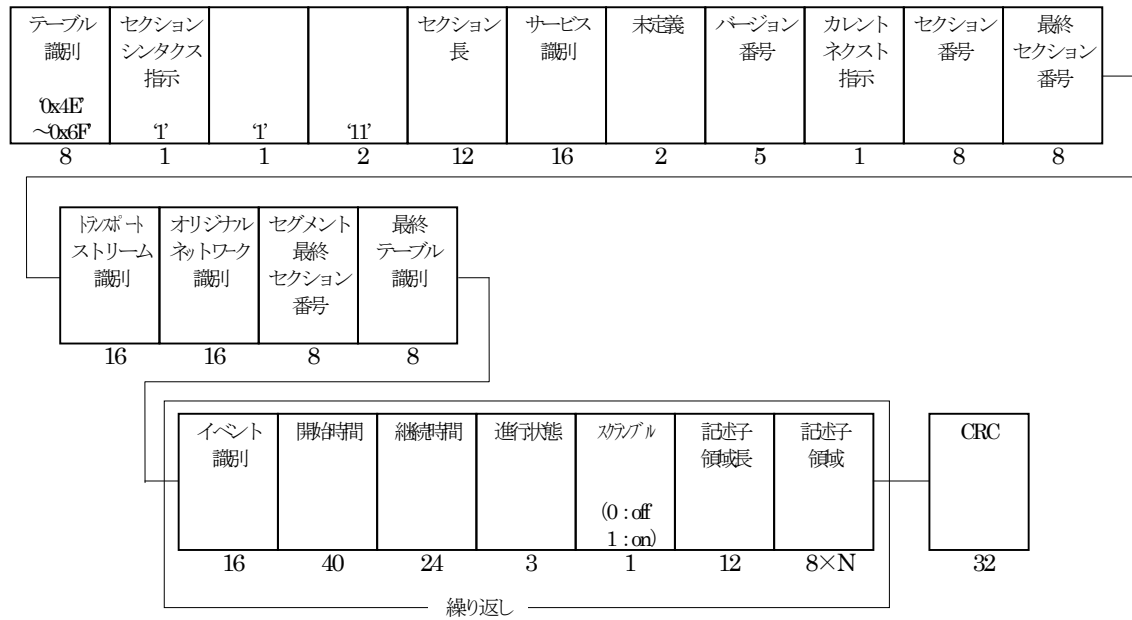 テーブル
識別
‘0x4E’
～‘0x6F’
8
セクション
シンタクス
指示
‘1’
1
‘1’
1
‘11’
2
セクション
長
12
サービス
識別
16
未定義
2
バージョン
番号
5
カレント
ネクスト
指示
1
セクション
番号
8
最終
セクション
番号
8
トランスポート
ストリーム
識別
16
オリジナル
ネットワーク
識別
16
セグメント
最終
セクション
番号
8
最終
テーブル
識別
8
イベント
識別
16
開始時間
40
継続時間
24
進行状態
3
スクランブル
(0 : off
1 : on)
1
記述子
領域長
12
記述子
領域
8×N
CRC
32
繰り返し